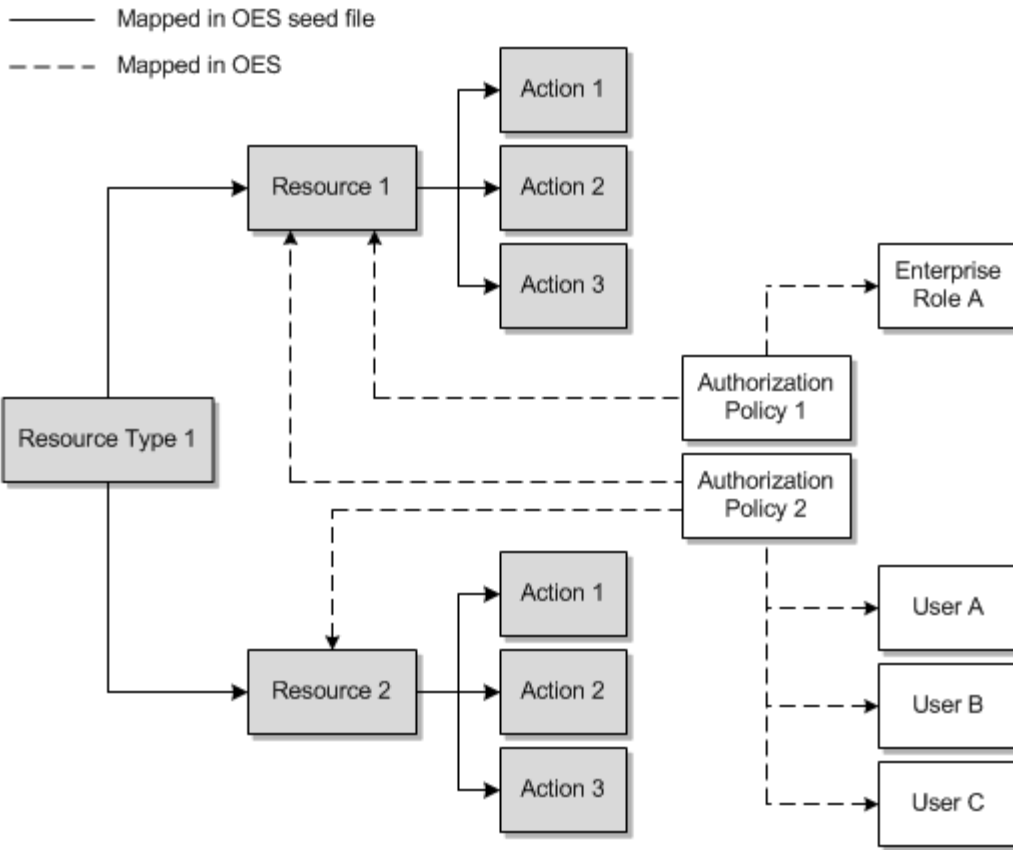 Mapped in OES seed file
Mapped in OES
Action 1
Resource 1
Action 2
Action 3
Enterprise
Role A
Authorization
Policy 1
Resource Type 1
Authorization
Policy 2
Action 1
User A
Resource 2
Action 2
User B
Action 3
User C